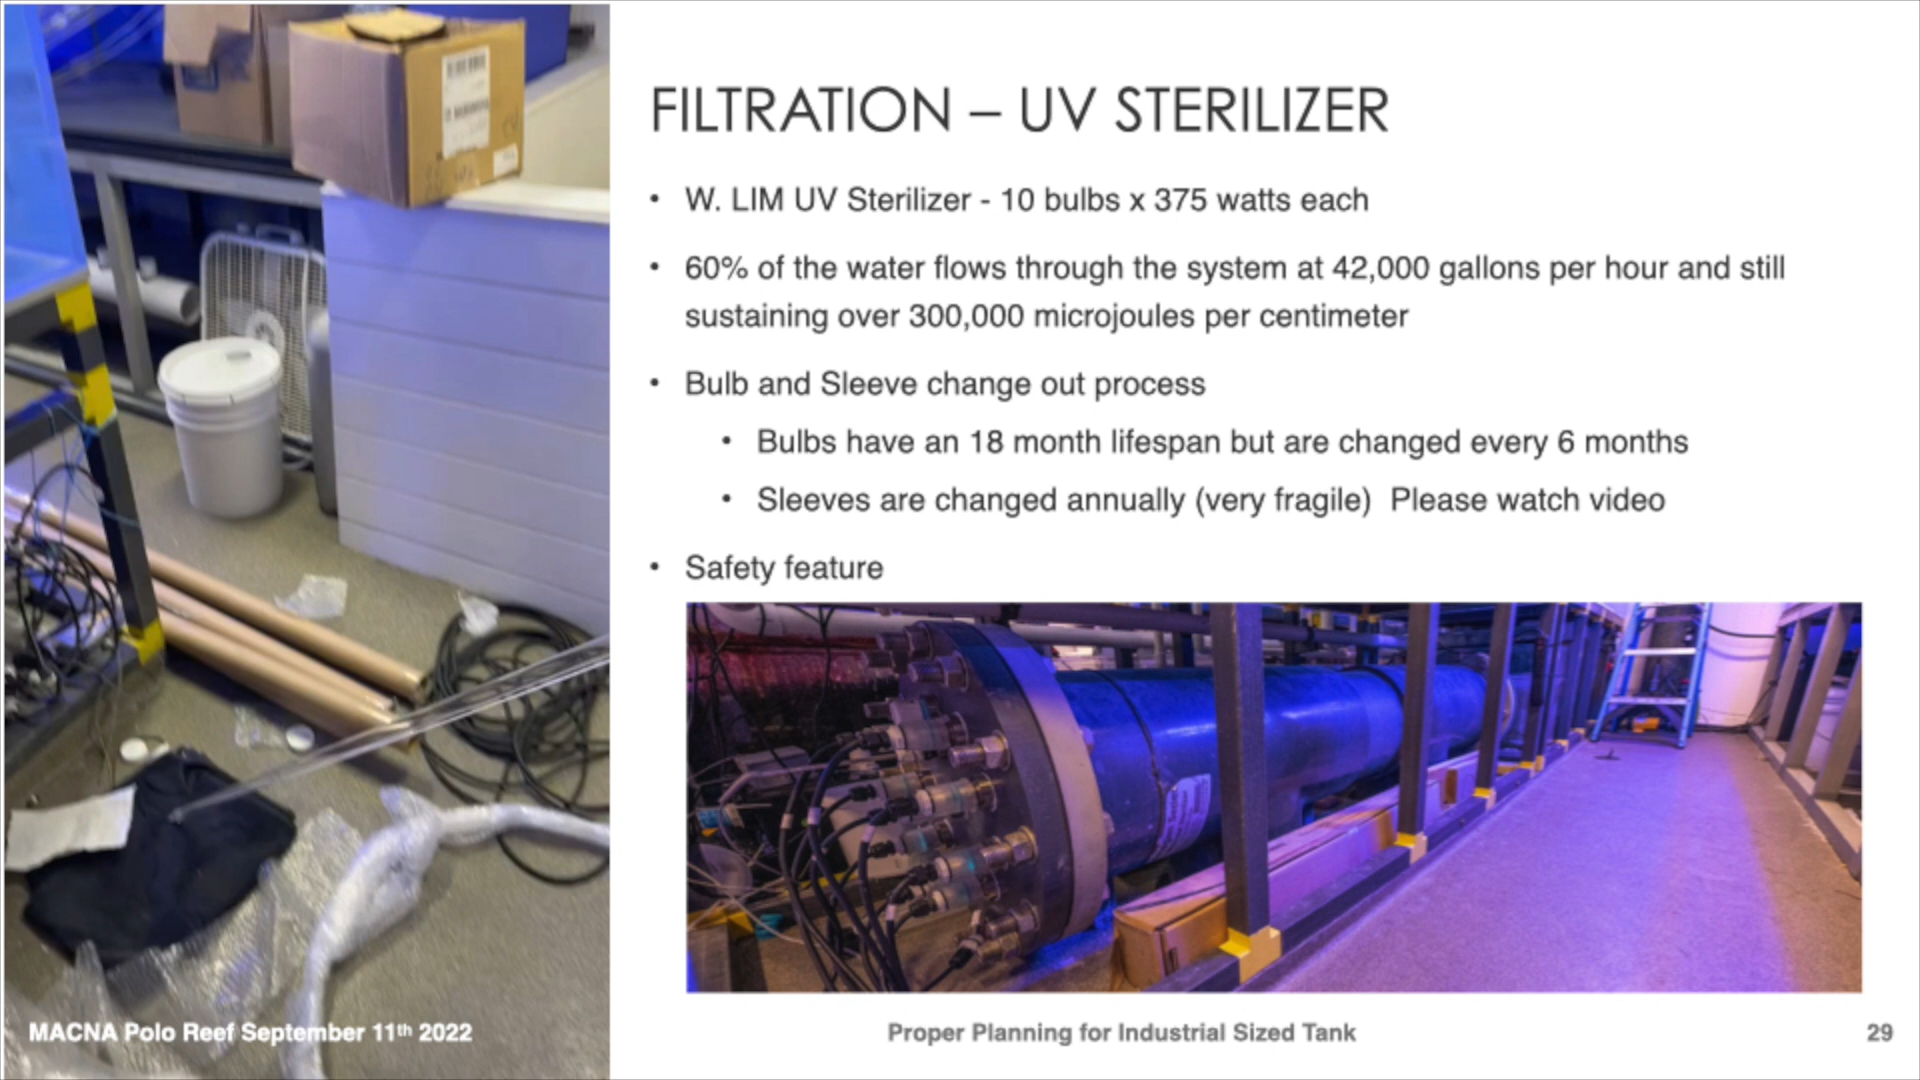 FILTRATION – UV STERILIZER
• W. LIM UV Sterilizer - 10 bulbs x 375 watts each
• 60% of the water flows through the system at 42,000 gallons per hour and still
sustaining over 300,000 microjoules per centimeter
• Bulb and Sleeve change out process
• Bulbs have an 18 month lifespan but are changed every 6 months
• Sleeves are changed annually (very fragile)  Please watch video
• Safety feature
MACNA Polo Reef September 11th 2022
Proper Planning for Industrial Sized Tank
29